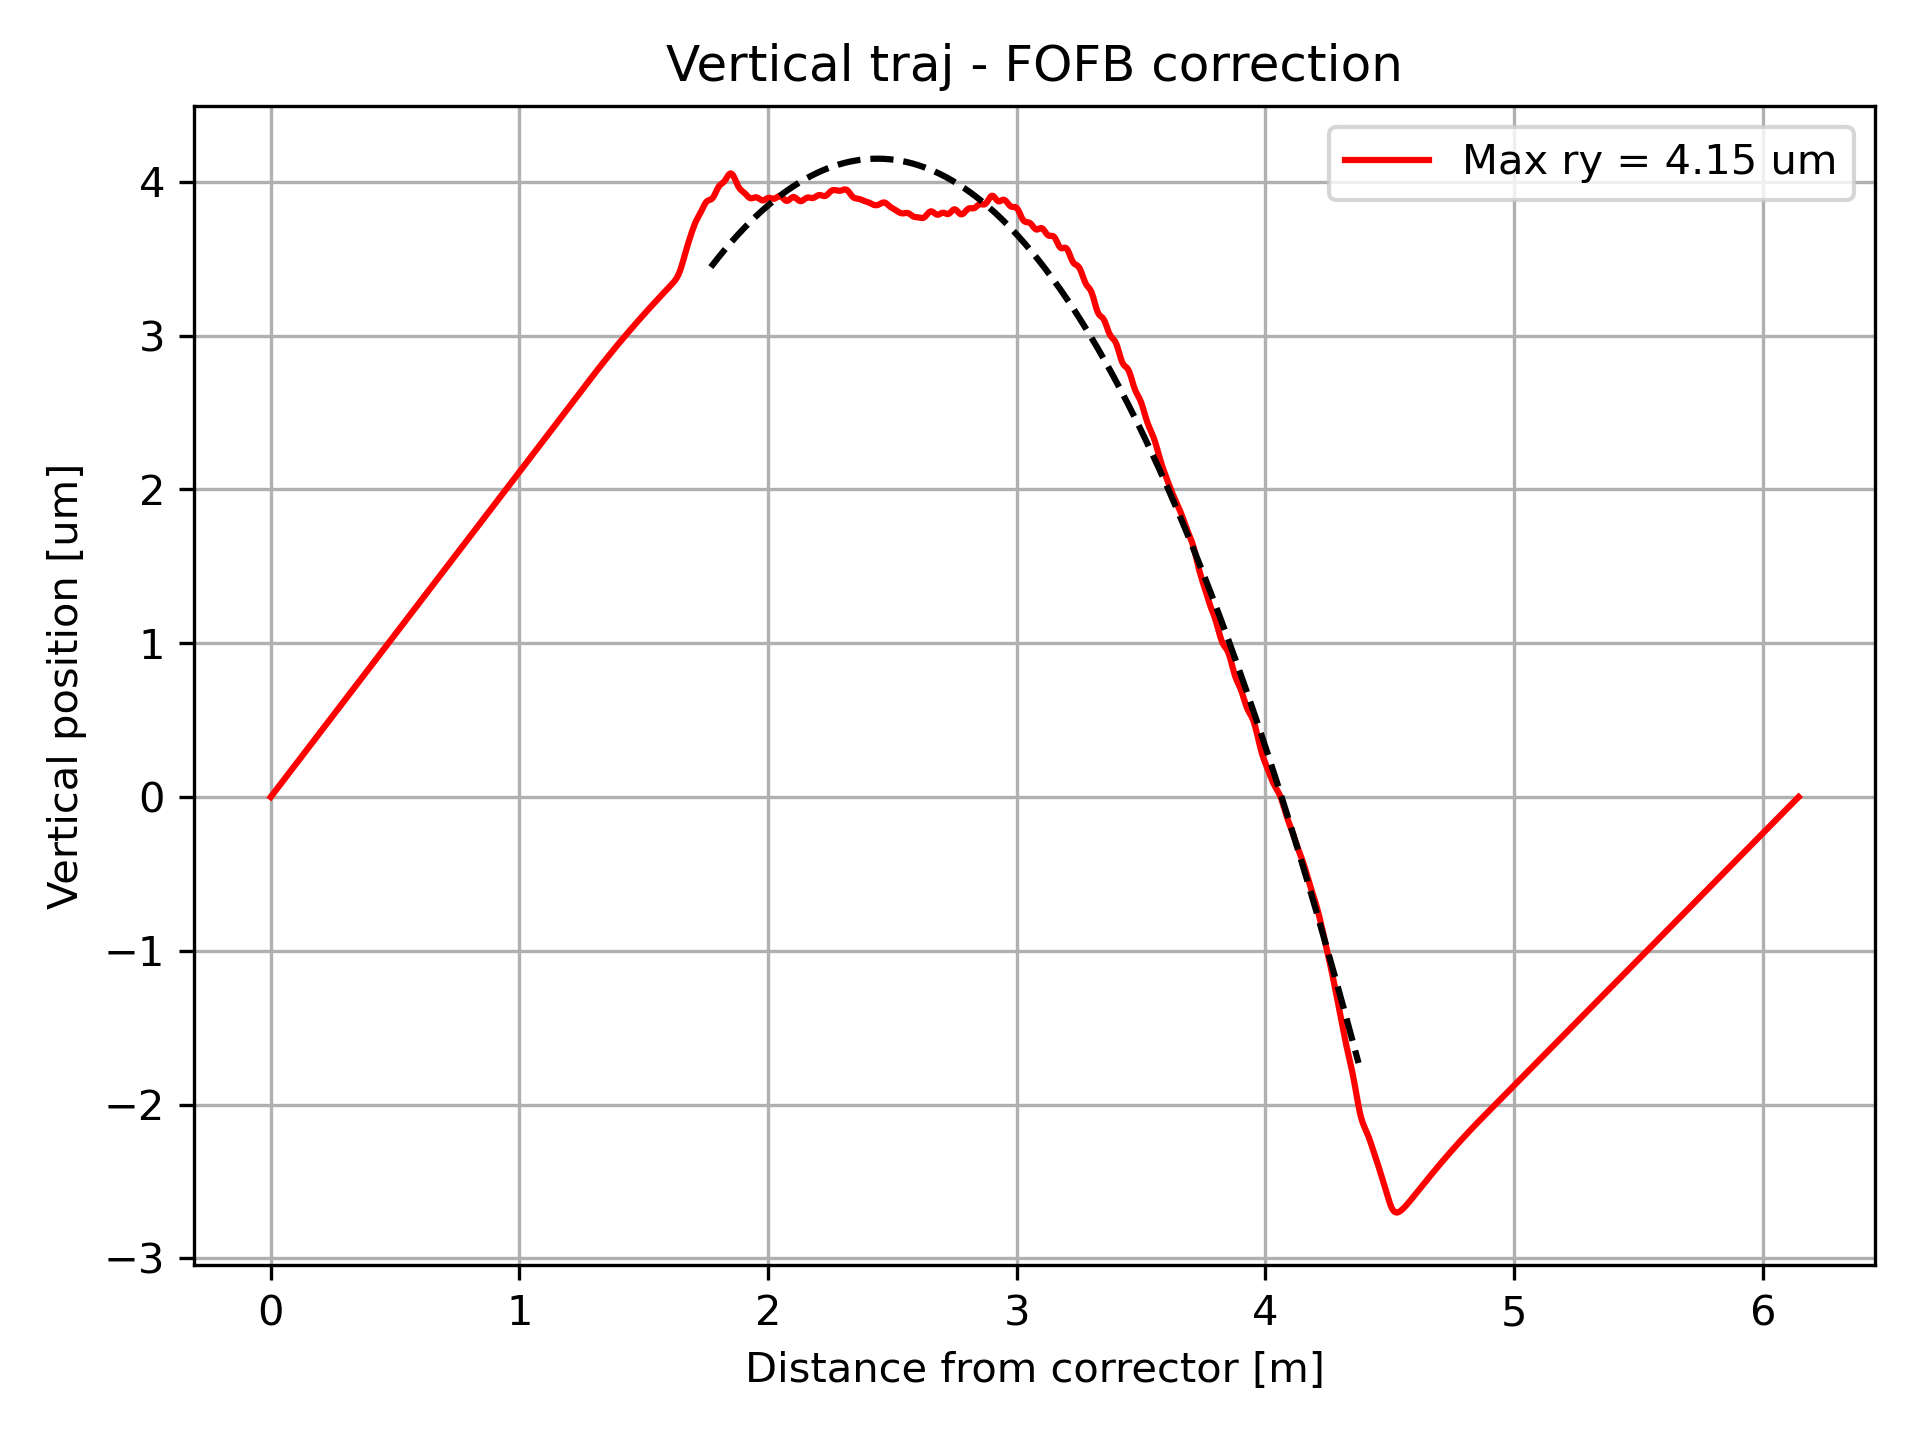 Vertical traj - FOFB correction
Max ry = 4.15 um
Vertical position [um]
4
3
2
1
0
−1
−2
−3
0 1 2 3 4 5 6
Distance from corrector [m]